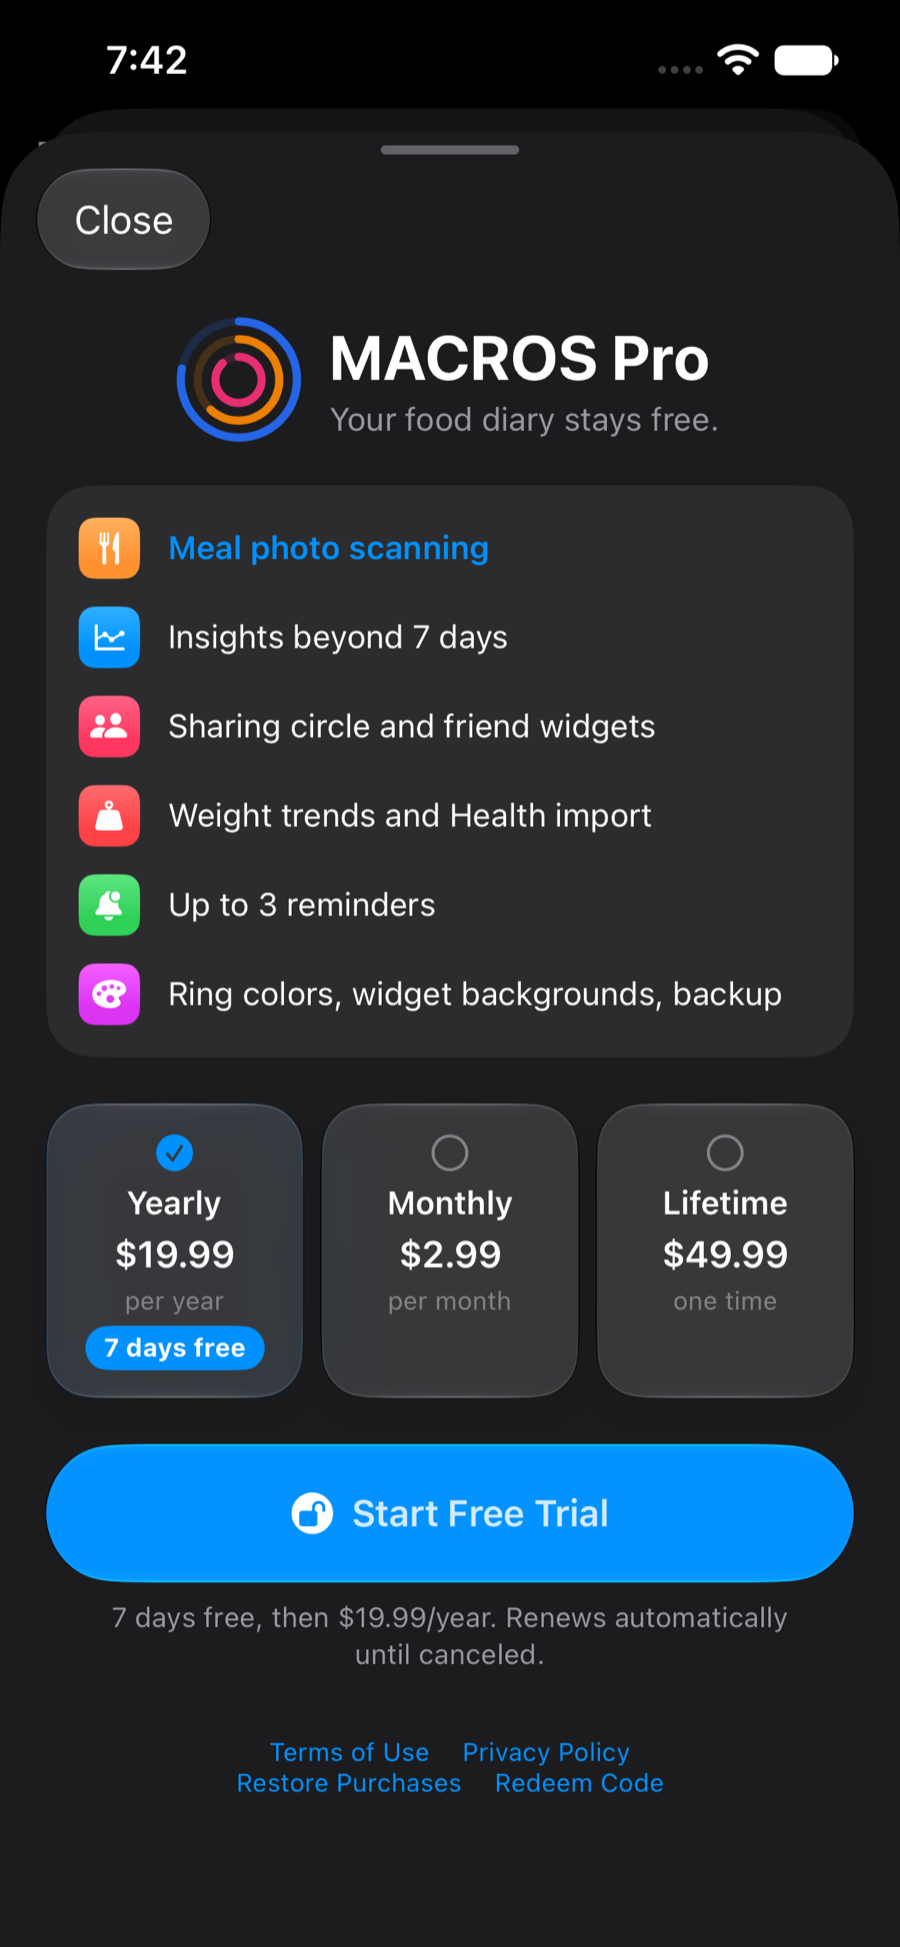 7:42
Close
MACROS Pro
Your food diary stays free.
Meal photo scanning
Insights beyond 7 days
Sharing circle and friend widgets
Weight trends and Health import
Up to 3 reminders
Ring colors, widget backgrounds, backup
Yearly
$19.99
per year
7 days free
Monthly
$2.99
per month
Lifetime
$49.99
one time
Start Free Trial
7 days free, then $19.99/year. Renews automatically
until canceled.
Terms of Use Privacy Policy
Restore Purchases Redeem Code